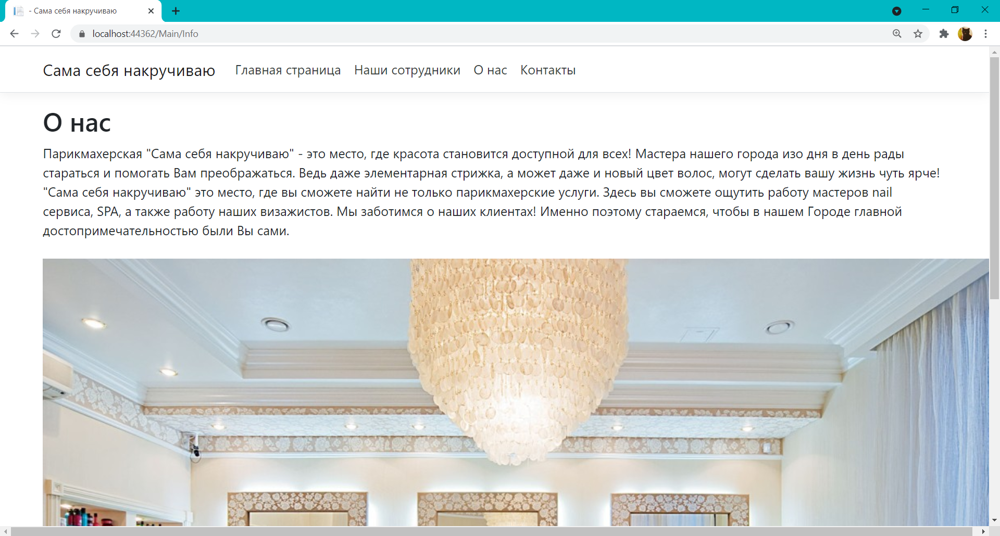 - Сама себя накручиваю
localhost:44362/Main/Info
Сама себя накручиваю Главная страница Наши сотрудники О нас Контакты
О нас
Парикмахерская "Сама себя накручиваю" - это место, где красота становится доступной для всех! Мастера нашего города изо дня в день рады
стараться и помогать Вам преображаться. Ведь даже элементарная стрижка, а может даже и новый цвет волос, могут сделать вашу жизнь чуть ярче!
"Сама себя накручиваю" это место, где вы сможете найти не только парикмахерские услуги. Здесь вы сможете ощутить работу мастеров nail
сервиса, SPA, а также работу наших визажистов. Мы заботимся о наших клиентах! Именно поэтому стараемся, чтобы в нашем Городе главной
достопримечательностью были Вы сами.